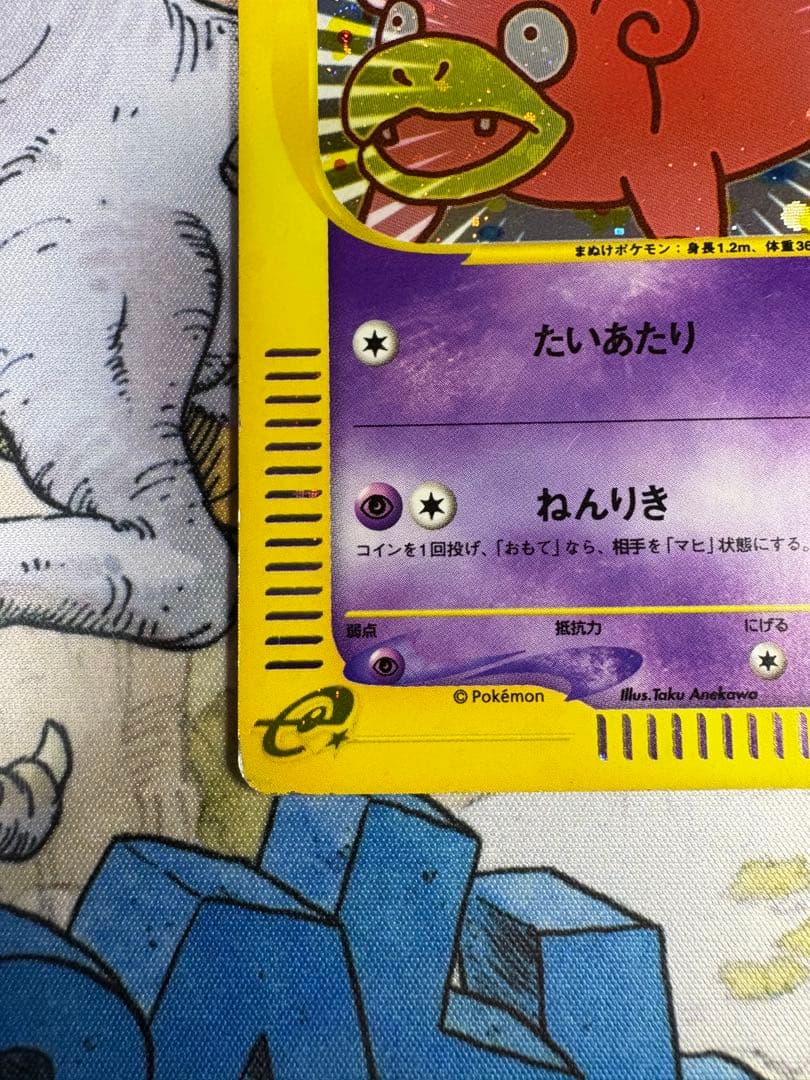 まぬけポケモン：身長1.2m、体重36
たいあたり
ねんりき
コインを1回投げ、「おもて」なら、相手を「マヒ」状態にする。
弱点 抵抗力 にげる
© Pokémon Illus.Taku Anekawa
e